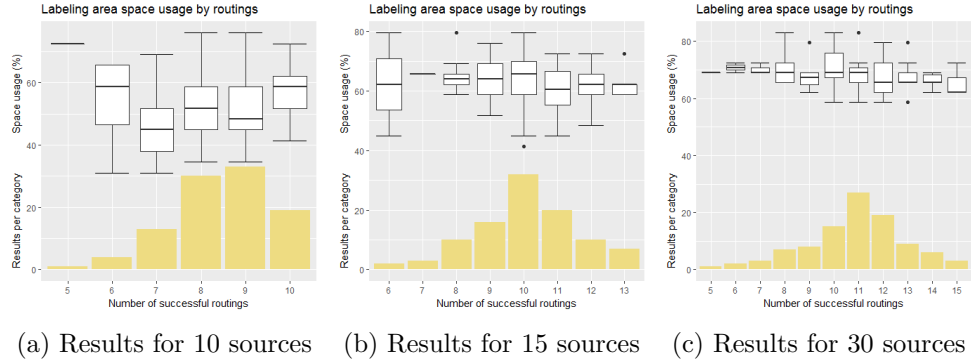 Labeling area space usage by routings
Space usage (%)
Results per category
60
40
20
0
5 6 7 8 9 10
Number of successful routings
(a) Results for 10 sources
Labeling area space usage by routings
Space usage (%)
Results per category
80
60
40
20
0
6 7 8 9 10 11 12 13
Number of successful routings
(b) Results for 15 sources
Labeling area space usage by routings
Space usage (%)
Results per category
80
60
40
20
0
5 6 7 8 9 10 11 12 13 14 15
Number of successful routings
(c) Results for 30 sources